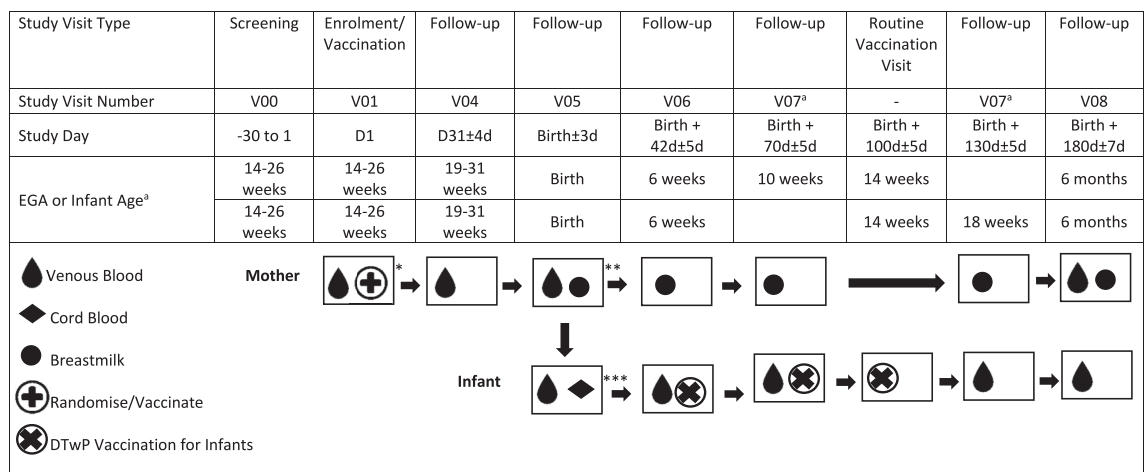 Study Visit Type Screening Enrolment/ Vaccination Follow-up Follow-up Follow-up Follow-up Routine Vaccination Visit Follow-up Follow-up
Study Visit Number V00 V01 V04 V05 V06 V07a - V07a V08
Study Day -30 to 1 D1 D31±4d Birth±3d Birth + 42d±5d Birth + 70d±5d Birth + 100d±5d Birth + 130d±5d Birth + 180d±7d
EGA or Infant Agea
14-26 weeks 14-26 weeks 19-31 weeks Birth 6 weeks 10 weeks 14 weeks 6 months
14-26 weeks 14-26 weeks 19-31 weeks Birth 6 weeks 14 weeks 18 weeks 6 months
Venous Blood
Cord Blood
Breastmilk
Randomise/Vaccinate
DTwP Vaccination for Infants
Mother * **
Infant ***